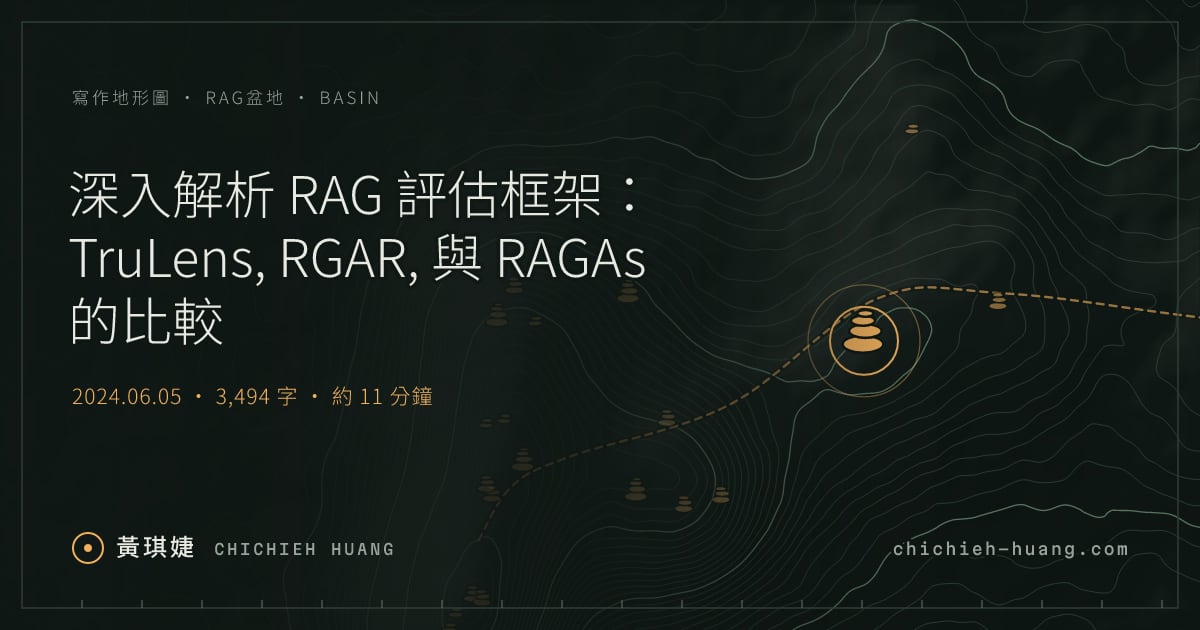 寫作地形圖 · RAG盆地 · BASIN
深入解析 RAG 評估框架：
TruLens, RGAR, 與 RAGAs
的比較
2024.06.05 · 3,494 字 · 約 11 分鐘
黃琪婕 CHICHIEH HUANG
chichieh-huang.com